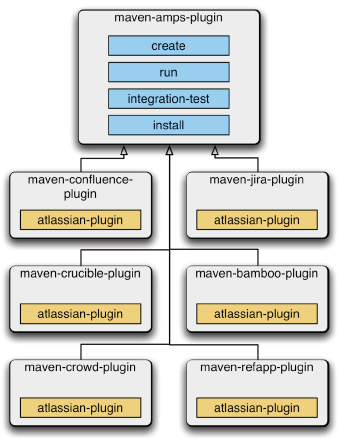 maven-amps-plugin
create
run
integration-test
install
maven-confluence-
plugin
atlassian-plugin
maven-jira-plugin
atlassian-plugin
maven-crucible-plugin
atlassian-plugin
maven-bamboo-plugin
atlassian-plugin
maven-crowd-plugin
atlassian-plugin
maven-refapp-plugin
atlassian-plugin